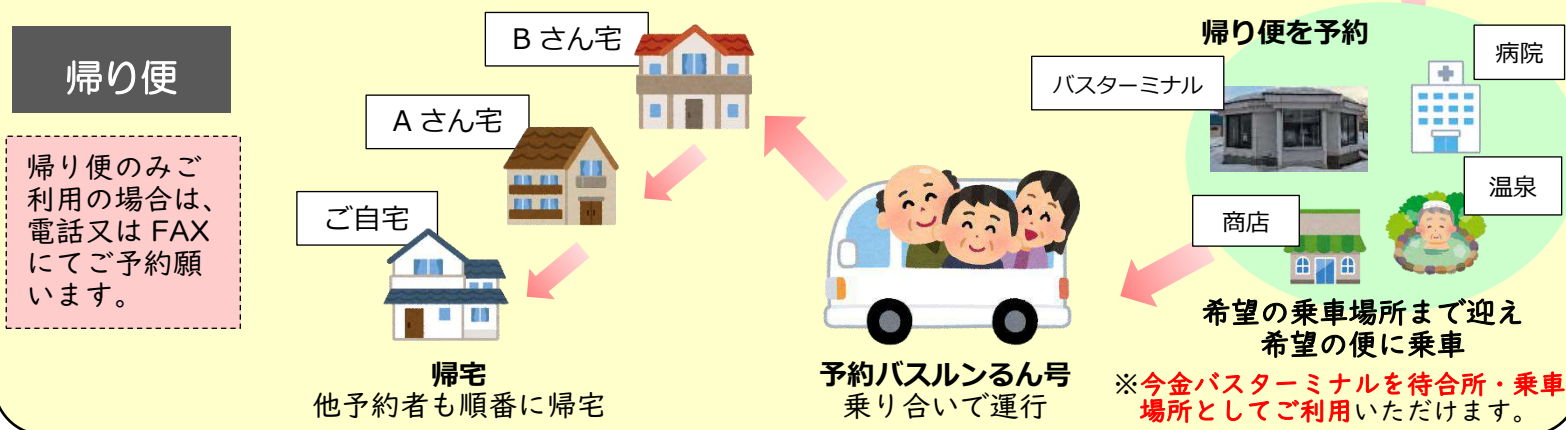 帰り便
帰り便のみご
利用の場合は、
電話又は FAX
にてご予約願
います。
B さん宅
A さん宅
ご自宅
帰宅
他予約者も順番に帰宅
予約バスルンるん号
乗り合いで運行
帰り便を予約
バスターミナル
病院
商店
温泉
希望の乗車場所まで迎え
希望の便に乗車
※今金バスターミナルを待合所・乗車
場所としてご利用いただけます。